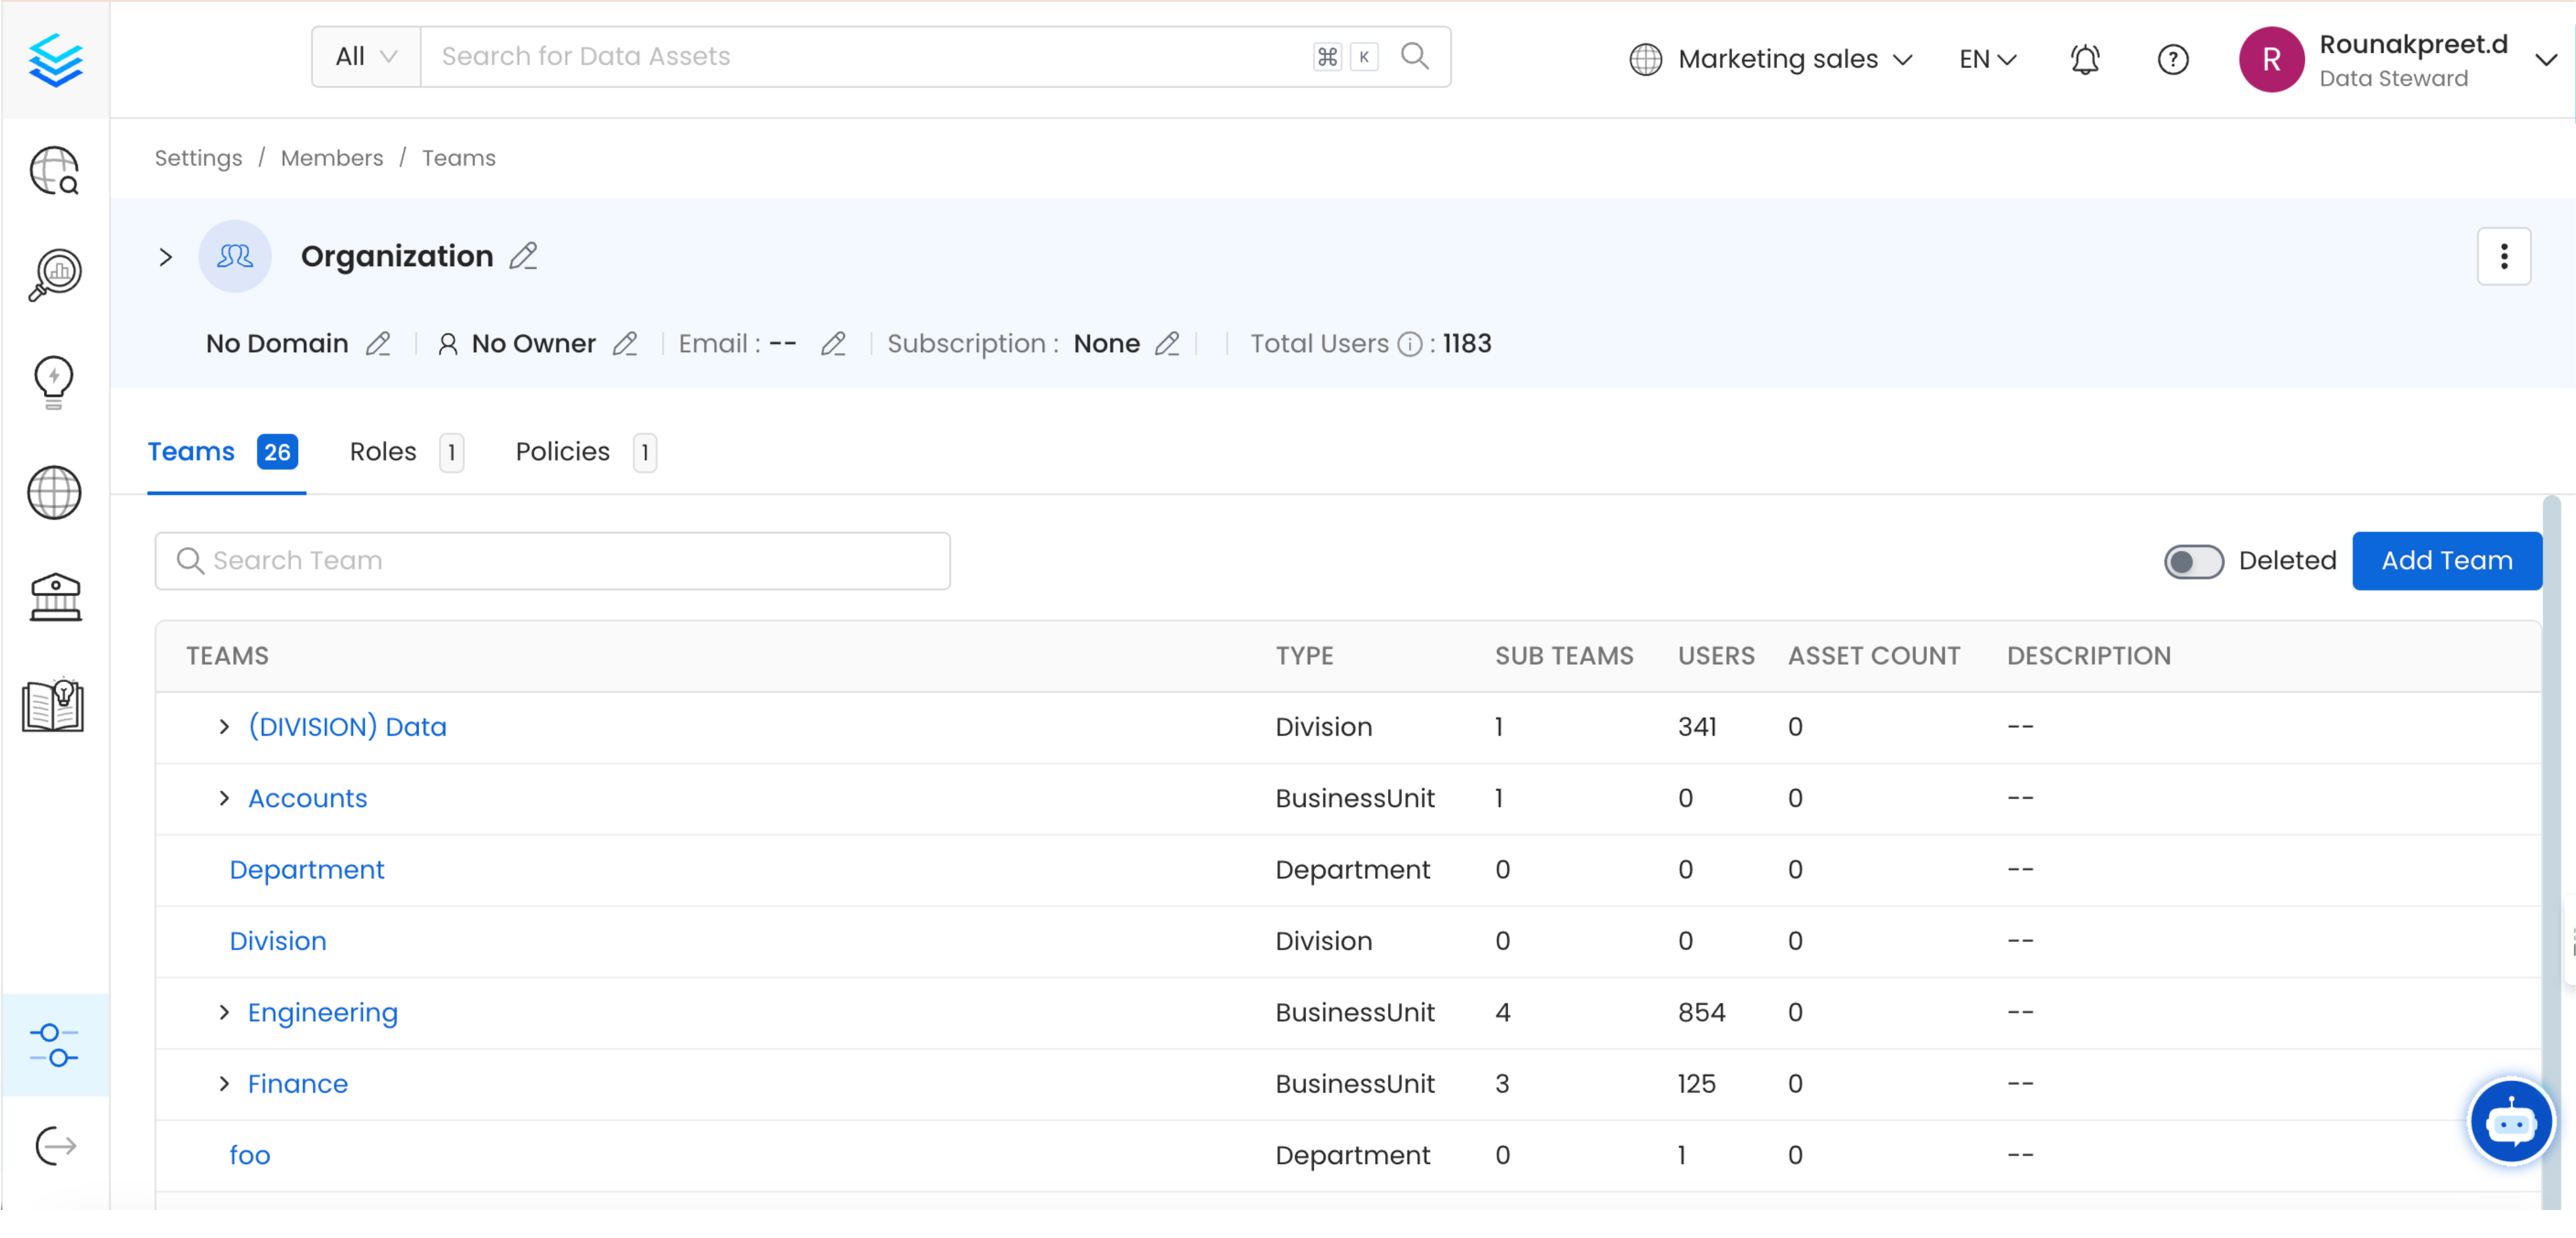 All Search for Data Assets ⌘ K Marketing sales EN R Rounakpreet.d
Data Steward
Settings / Members / Teams
Organization
No Domain No Owner Email : -- Subscription : None Total Users : 1183
Teams 26 Roles 1 Policies 1
Search Team Deleted Add Team
TEAMS TYPE SUB TEAMS USERS ASSET COUNT DESCRIPTION
(DIVISION) Data Division 1 341 0 --
Accounts BusinessUnit 1 0 0 --
Department Department 0 0 0 --
Division Division 0 0 0 --
Engineering BusinessUnit 4 854 0 --
Finance BusinessUnit 3 125 0 --
foo Department 0 1 0 --